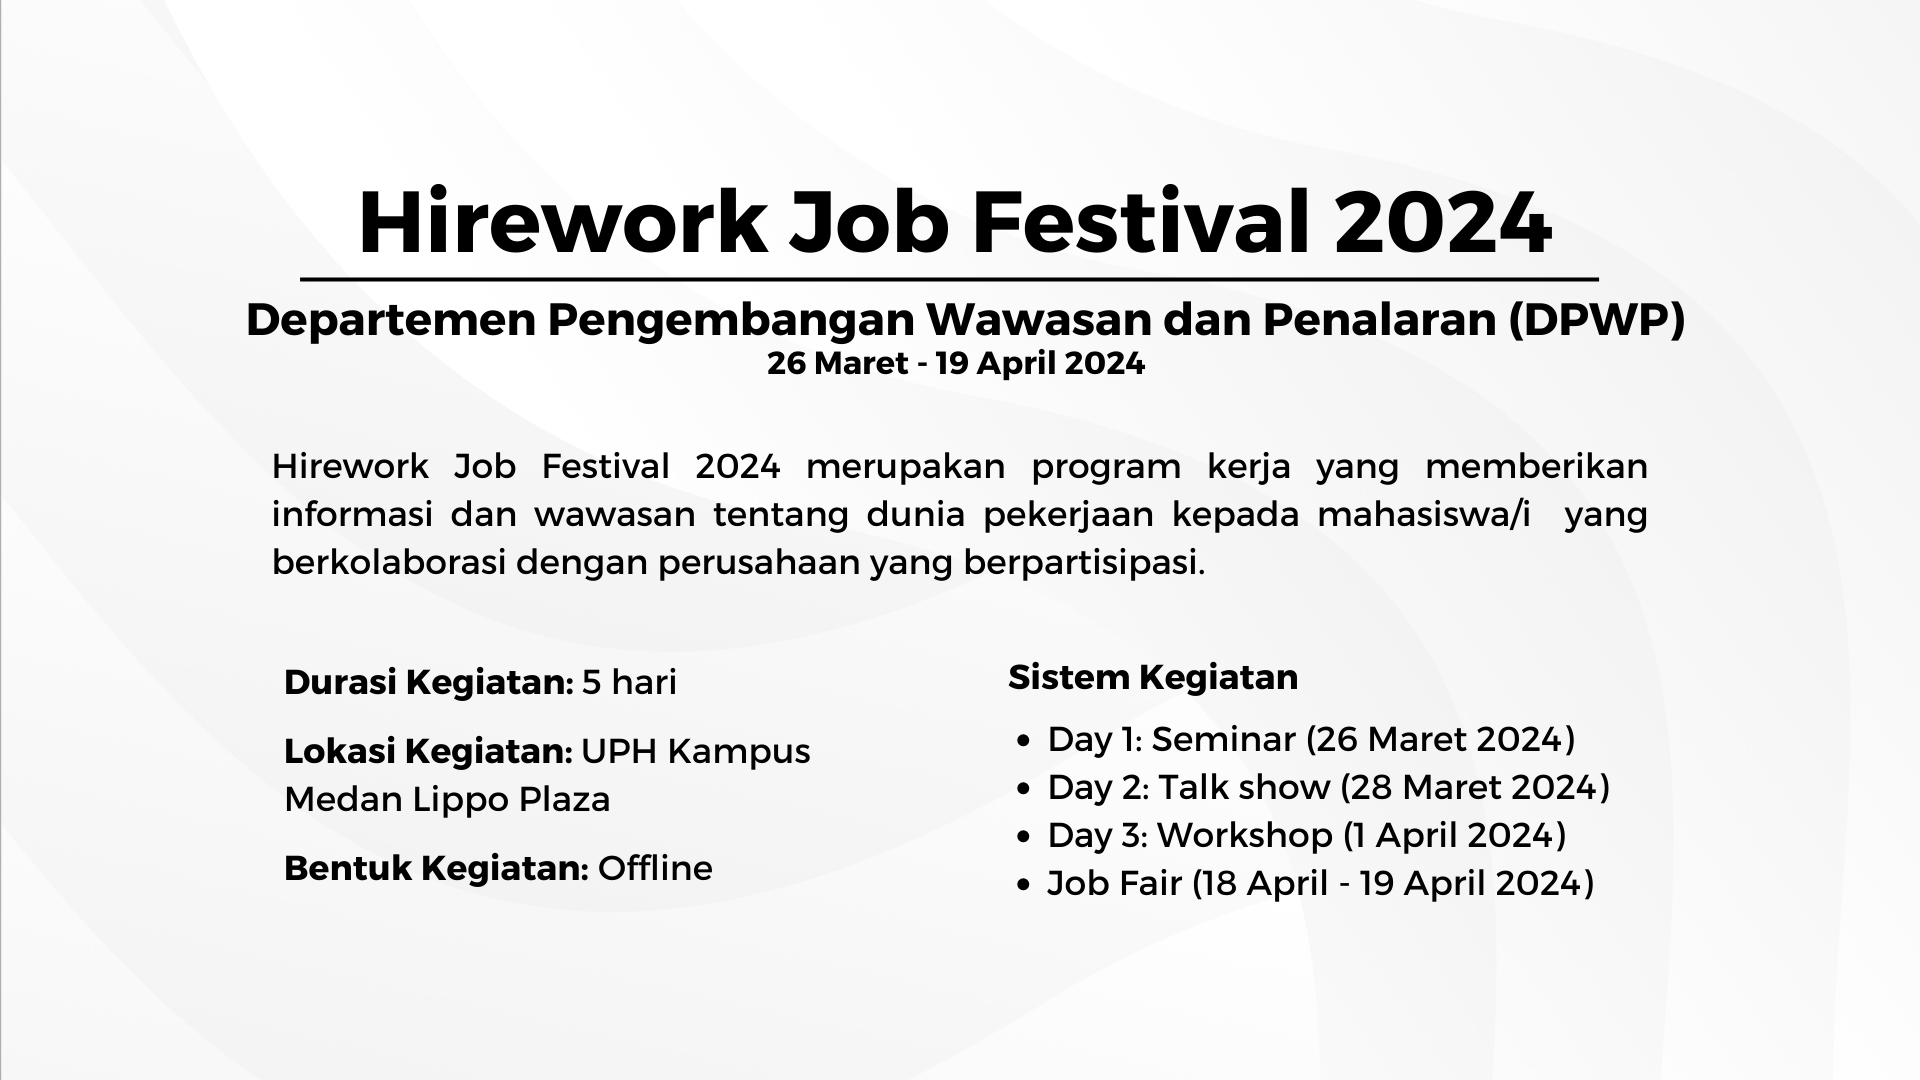 Hirework Job Festival 2024
Departemen Pengembangan Wawasan dan Penalaran (DPWP)
26 Maret - 19 April 2024
Hirework Job Festival 2024 merupakan program kerja yang memberikan
informasi dan wawasan tentang dunia pekerjaan kepada mahasiswa/i yang
berkolaborasi dengan perusahaan yang berpartisipasi.
Durasi Kegiatan: 5 hari
Lokasi Kegiatan: UPH Kampus
Medan Lippo Plaza
Bentuk Kegiatan: Offline
Sistem Kegiatan
• Day 1: Seminar (26 Maret 2024)
• Day 2: Talk show (28 Maret 2024)
• Day 3: Workshop (1 April 2024)
• Job Fair (18 April - 19 April 2024)